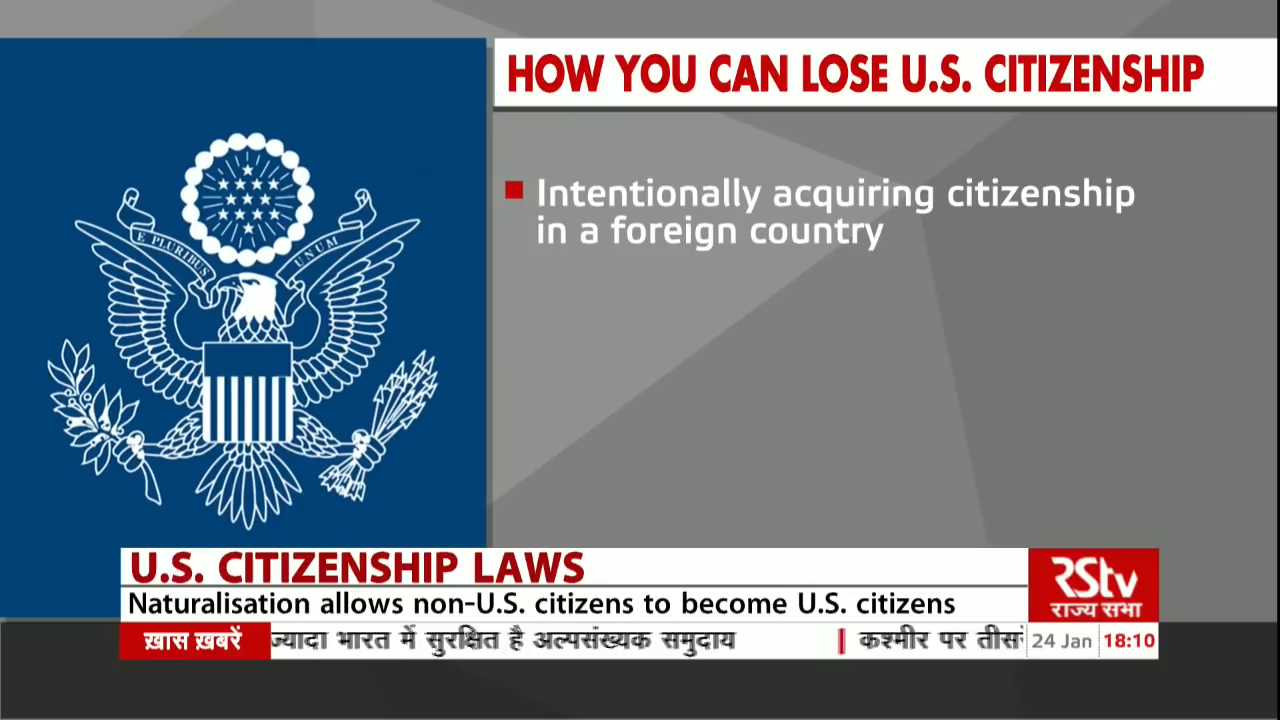 HOW YOU CAN LOSE U.S. CITIZENSHIP
Intentionally acquiring citizenship
in a foreign country
E PLURIBUS
UNUM
U.S. CITIZENSHIP LAWS
Naturalisation allows non-U.S. citizens to become U.S. citizens
RStv
राज्य सभा
ख़ास ख़बरें
ज्यादा भारत में सुरक्षित है अल्पसंख्यक समुदाय
कश्मीर पर
24 Jan 18:10